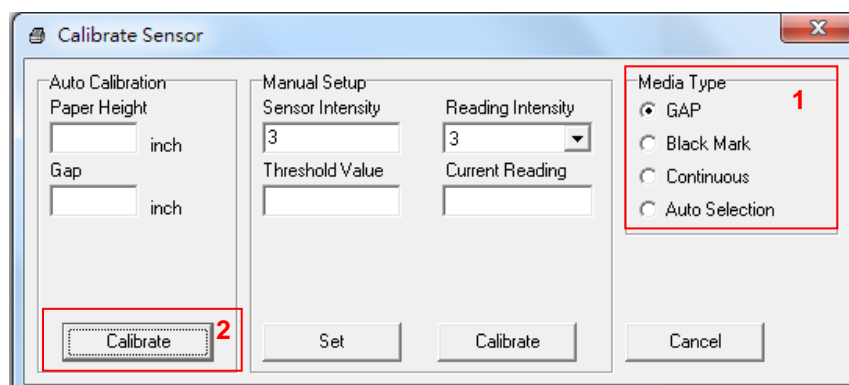 Calibrate Sensor
Auto Calibration
Paper Height
inch
Gap
inch
Calibrate
2
Manual Setup
Sensor Intensity
Reading Intensity
3
3
Threshold Value
Current Reading
Set
Calibrate
Media Type
1
GAP
Black Mark
Continuous
Auto Selection
Cancel